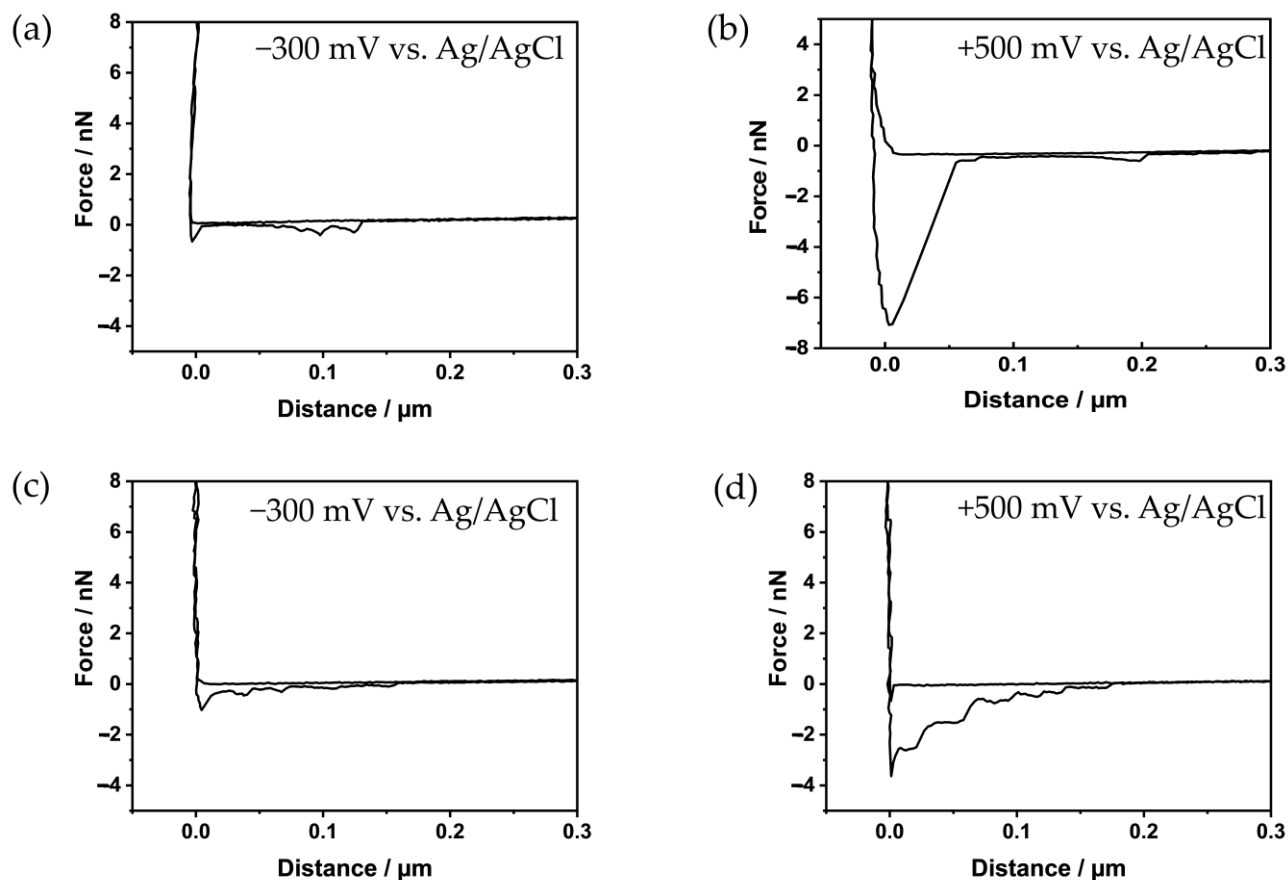 (a)
−300 mV vs. Ag/AgCl
Force / nN
8
6
4
2
0
−2
−4
0.0 0.1 0.2 0.3
Distance / μm
(b)
+500 mV vs. Ag/AgCl
Force / nN
4
2
0
−2
−4
−6
−8
0.0 0.1 0.2 0.3
Distance / μm
(c)
−300 mV vs. Ag/AgCl
Force / nN
8
6
4
2
0
−2
−4
0.0 0.1 0.2 0.3
Distance / μm
(d)
+500 mV vs. Ag/AgCl
Force / nN
8
6
4
2
0
−2
−4
0.0 0.1 0.2 0.3
Distance / μm